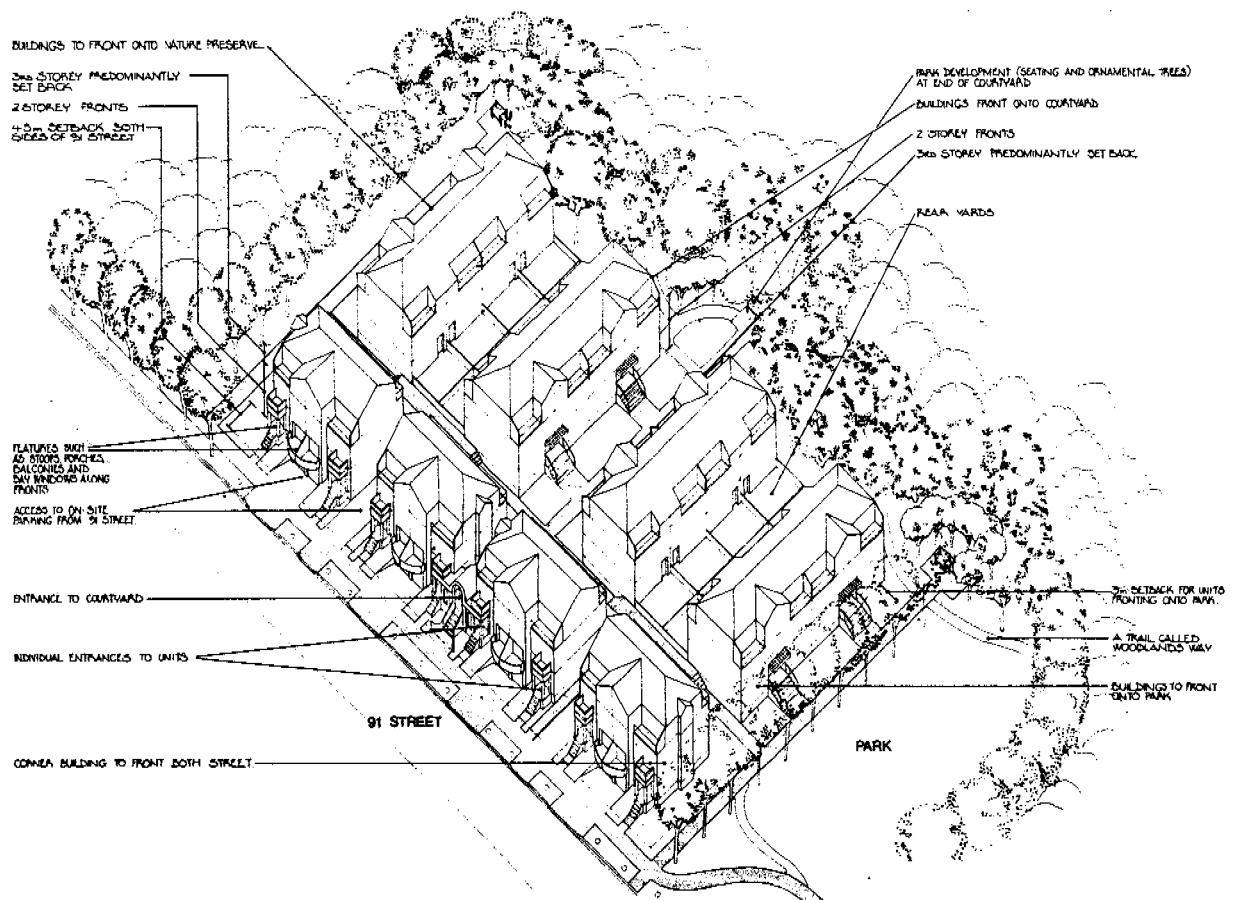 BUILDINGS TO FRONT ONTO NATURE PRESERVE
3RD STOREY PREDOMINANTLY
SET BACK
2 STOREY FRONTS
4.5m SETBACK BOTH
SIDES OF 91 STREET
FEATURES SUCH
AS STOOPS, PORCHES,
BALCONIES AND
BAY WINDOWS ALONG
FRONTS
ACCESS TO ON-SITE
PARKING FROM 91 STREET
ENTRANCE TO COURTYARD
INDIVIDUAL ENTRANCES TO UNITS
91 STREET
CORNER BUILDING TO FRONT BOTH STREET
PARK DEVELOPMENT (SEATING AND ORNAMENTAL TREES)
AT END OF COURTYARD
BUILDINGS FRONT ONTO COURTYARD
2 STOREY FRONTS
3RD STOREY PREDOMINANTLY SET BACK
REAR YARDS
3m SETBACK FOR UNITS
FRONTING ONTO PARK
A TRAIL CALLED
WOODLANDS WAY
BUILDINGS TO FRONT
ONTO PARK
PARK